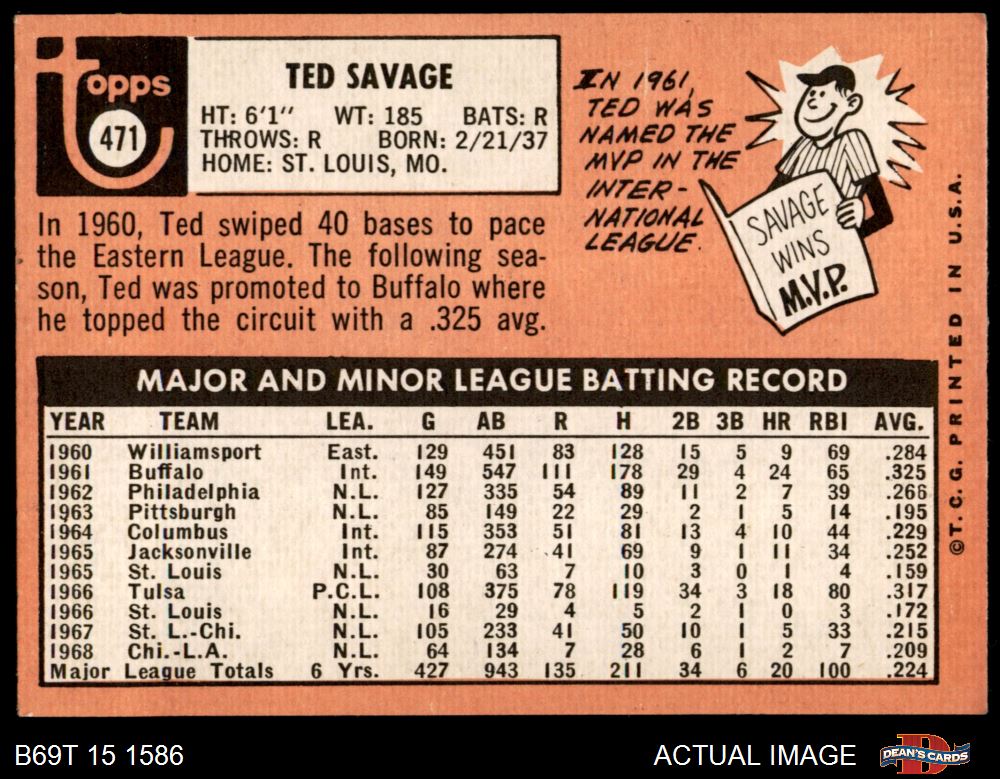 Topps
471
TED SAVAGE
HT: 6'1" WT: 185 BATS: R
THROWS: R BORN: 2/21/37
HOME: ST. LOUIS, MO.
In 1960, Ted swiped 40 bases to pace
the Eastern League. The following sea-
son, Ted was promoted to Buffalo where
he topped the circuit with a .325 avg.
IN 1961,
TED WAS
NAMED THE
MVP IN THE
INTER-
NATIONAL
LEAGUE.
SAVAGE
WINS
M.V.P.
MAJOR AND MINOR LEAGUE BATTING RECORD
YEAR TEAM LEA. G AB R H 2B 3B HR RBI AVG.
1960 Williamsport East. 129 451 83 128 15 5 9 69 .284
1961 Buffalo Int. 149 547 111 178 29 4 24 65 .325
1962 Philadelphia N.L. 127 335 54 89 11 2 7 39 .266
1963 Pittsburgh N.L. 85 149 22 29 2 1 5 14 .195
1964 Columbus Int. 115 353 51 81 13 4 10 44 .229
1965 Jacksonville Int. 87 274 41 69 9 1 11 34 .252
1965 St. Louis N.L. 30 63 7 10 3 0 1 4 .159
1966 Tulsa P.C.L. 108 375 78 119 34 3 18 80 .317
1966 St. Louis N.L. 16 29 4 5 2 1 0 3 .172
1967 St. L.-Chi. N.L. 105 233 41 50 10 1 5 33 .215
1968 Chi.-L.A. N.L. 64 134 7 28 6 1 2 7 .209
Major League Totals 6 Yrs. 427 943 135 211 34 6 20 100 .224
©T.C.G. PRINTED IN U.S.A.
B69T 15 1586
ACTUAL IMAGE
DEAN'S CARDS